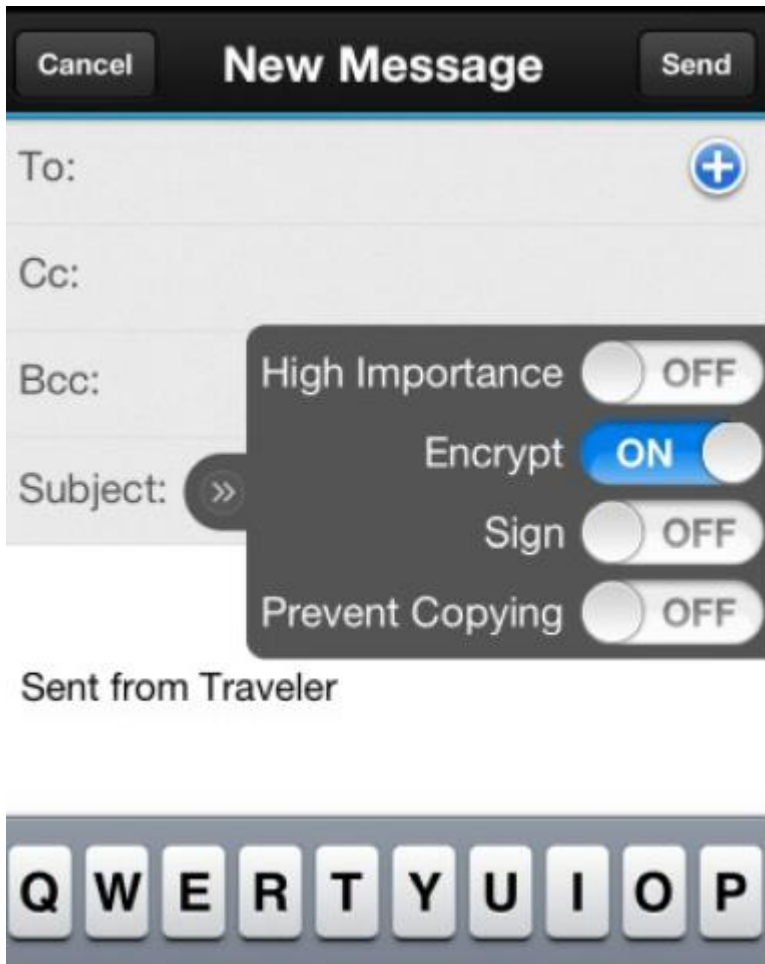 Cancel New Message Send
To:
Cc:
Bcc:
High Importance OFF
Encrypt ON
Subject: »
Sign OFF
Prevent Copying OFF
Sent from Traveler
Q W E R T Y U I O P